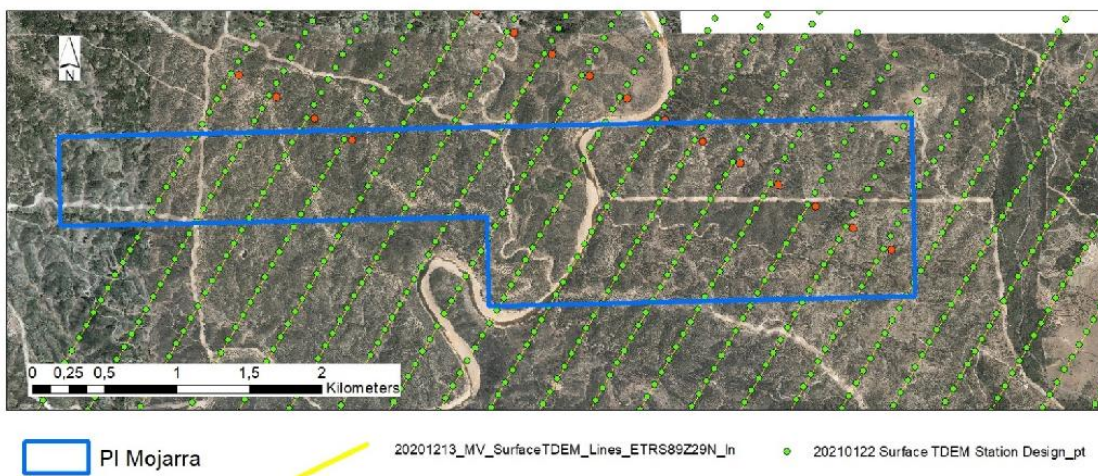 N
0 0,25 0,5 1 1,5 2
Kilometers
PI Mojarra
20201213_MV_SurfaceTDEM_Lines_ETRS89Z29N_ln
20210122 Surface TDEM Station Design_pt